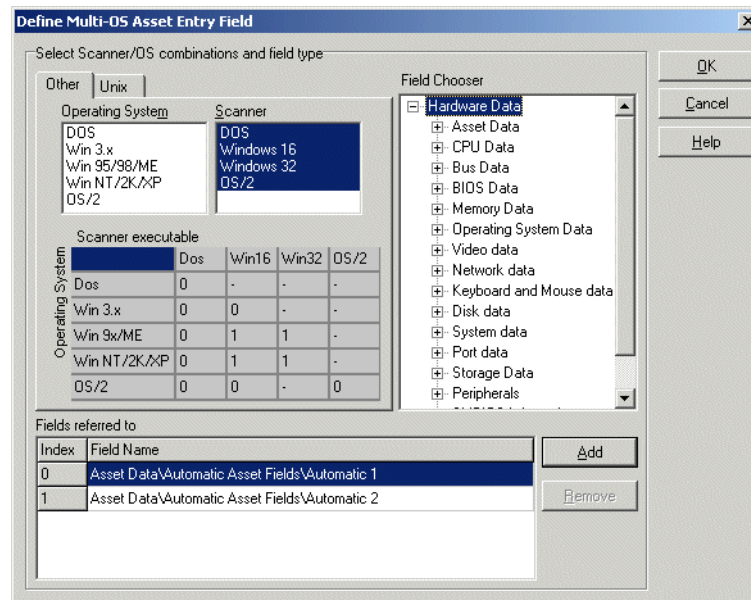 Define Multi-OS Asset Entry Field
Select Scanner/OS combinations and field type
OK
Cancel
Help
Other
Unix
Operating System
Scanner
DOS
Win 3.x
Win 95/98/ME
Win NT/2K/XP
OS/2
DOS
Windows 16
Windows 32
OS/2
Scanner executable
Operating System
Dos Win16 Win32 OS/2
Dos 0 - - -
Win 3.x 0 0 - -
Win 9x/ME 0 1 1 -
Win NT/2K/XP 0 1 1 -
OS/2 0 0 - 0
Field Chooser
Hardware Data
Asset Data
CPU Data
Bus Data
BIOS Data
Memory Data
Operating System Data
Video data
Network data
Keyboard and Mouse data
Disk data
System data
Port data
Storage Data
Peripherals
Fields referred to
Index Field Name
0 Asset Data\Automatic Asset Fields\Automatic 1
1 Asset Data\Automatic Asset Fields\Automatic 2
Add
Remove